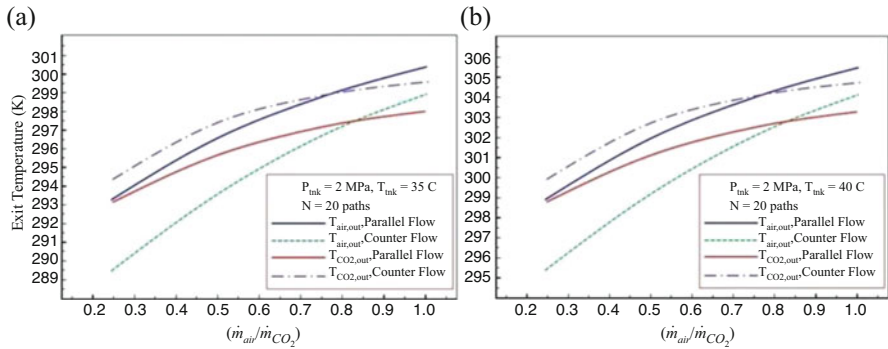 (a)
Exit Temperature (K)
301
300
299
298
297
296
295
294
293
292
291
290
289
P_tnk = 2 MPa, T_tnk = 35 C
N = 20 paths
T_air,out,Parallel Flow
T_air,out,Counter Flow
T_CO2,out,Parallel Flow
T_CO2,out,Counter Flow
0.2 0.3 0.4 0.5 0.6 0.7 0.8 0.9 1.0
(ṁ_air/ṁ_CO₂)
(b)
306
305
304
303
302
301
300
299
298
297
296
295
P_tnk = 2 MPa, T_tnk = 40 C
N = 20 paths
T_air,out,Parallel Flow
T_air,out,Counter Flow
T_CO2,out,Parallel Flow
T_CO2,out,Counter Flow
0.2 0.3 0.4 0.5 0.6 0.7 0.8 0.9 1.0
(ṁ_air/ṁ_CO₂)